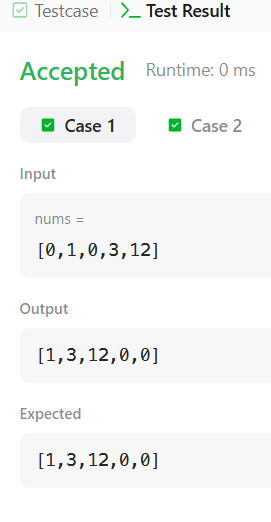 Testcase Test Result
Accepted Runtime: 0 ms
Case 1 Case 2
Input
nums =
[0,1,0,3,12]
Output
[1,3,12,0,0]
Expected
[1,3,12,0,0]